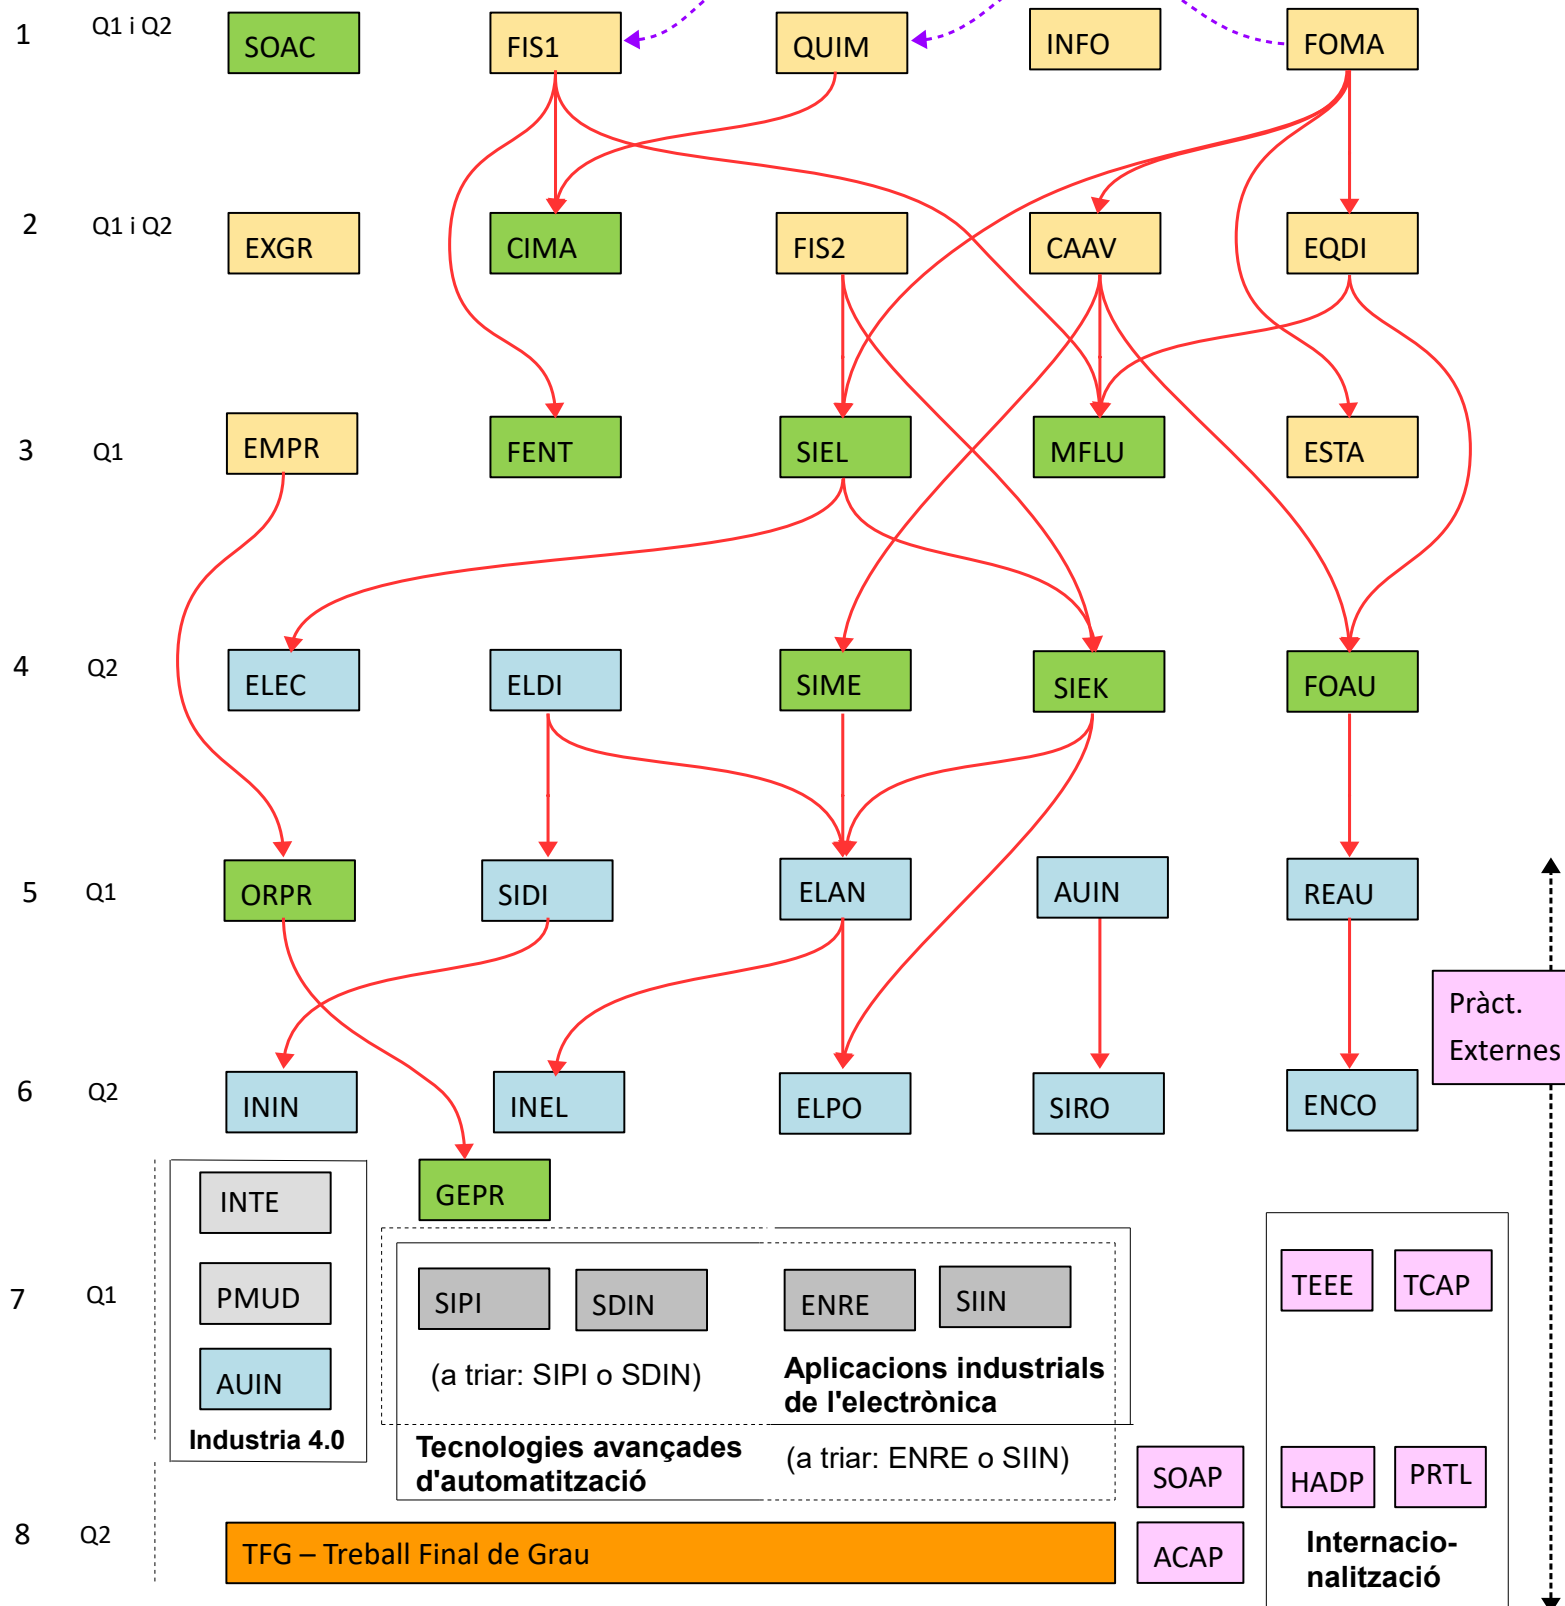 1 Q1 i Q2 SOAC FIS1 QUIM INFO FOMA
2 Q1 i Q2 EXGR CIMA FIS2 CAAV EQDI
3 Q1 EMPR FENT SIEL MFLU ESTA
4 Q2 ELEC ELDI SIME SIEK FOAU
5 Q1 ORPR SIDI ELAN AUIN REAU
Pràct.
Externes
6 Q2 ININ INEL ELPO SIRO ENCO
INTE GEPR
7 Q1 PMUD SIPI SDIN ENRE SIIN TEEE TCAP
AUIN
Industria 4.0
(a triar: SIPI o SDIN)
Aplicacions industrials
de l'electrònica
Tecnologies avançades
d'automatització
(a triar: ENRE o SIIN)
SOAP HADP PRTL
8 Q2 TFG – Treball Final de Grau ACAP
Internacio-
nalització